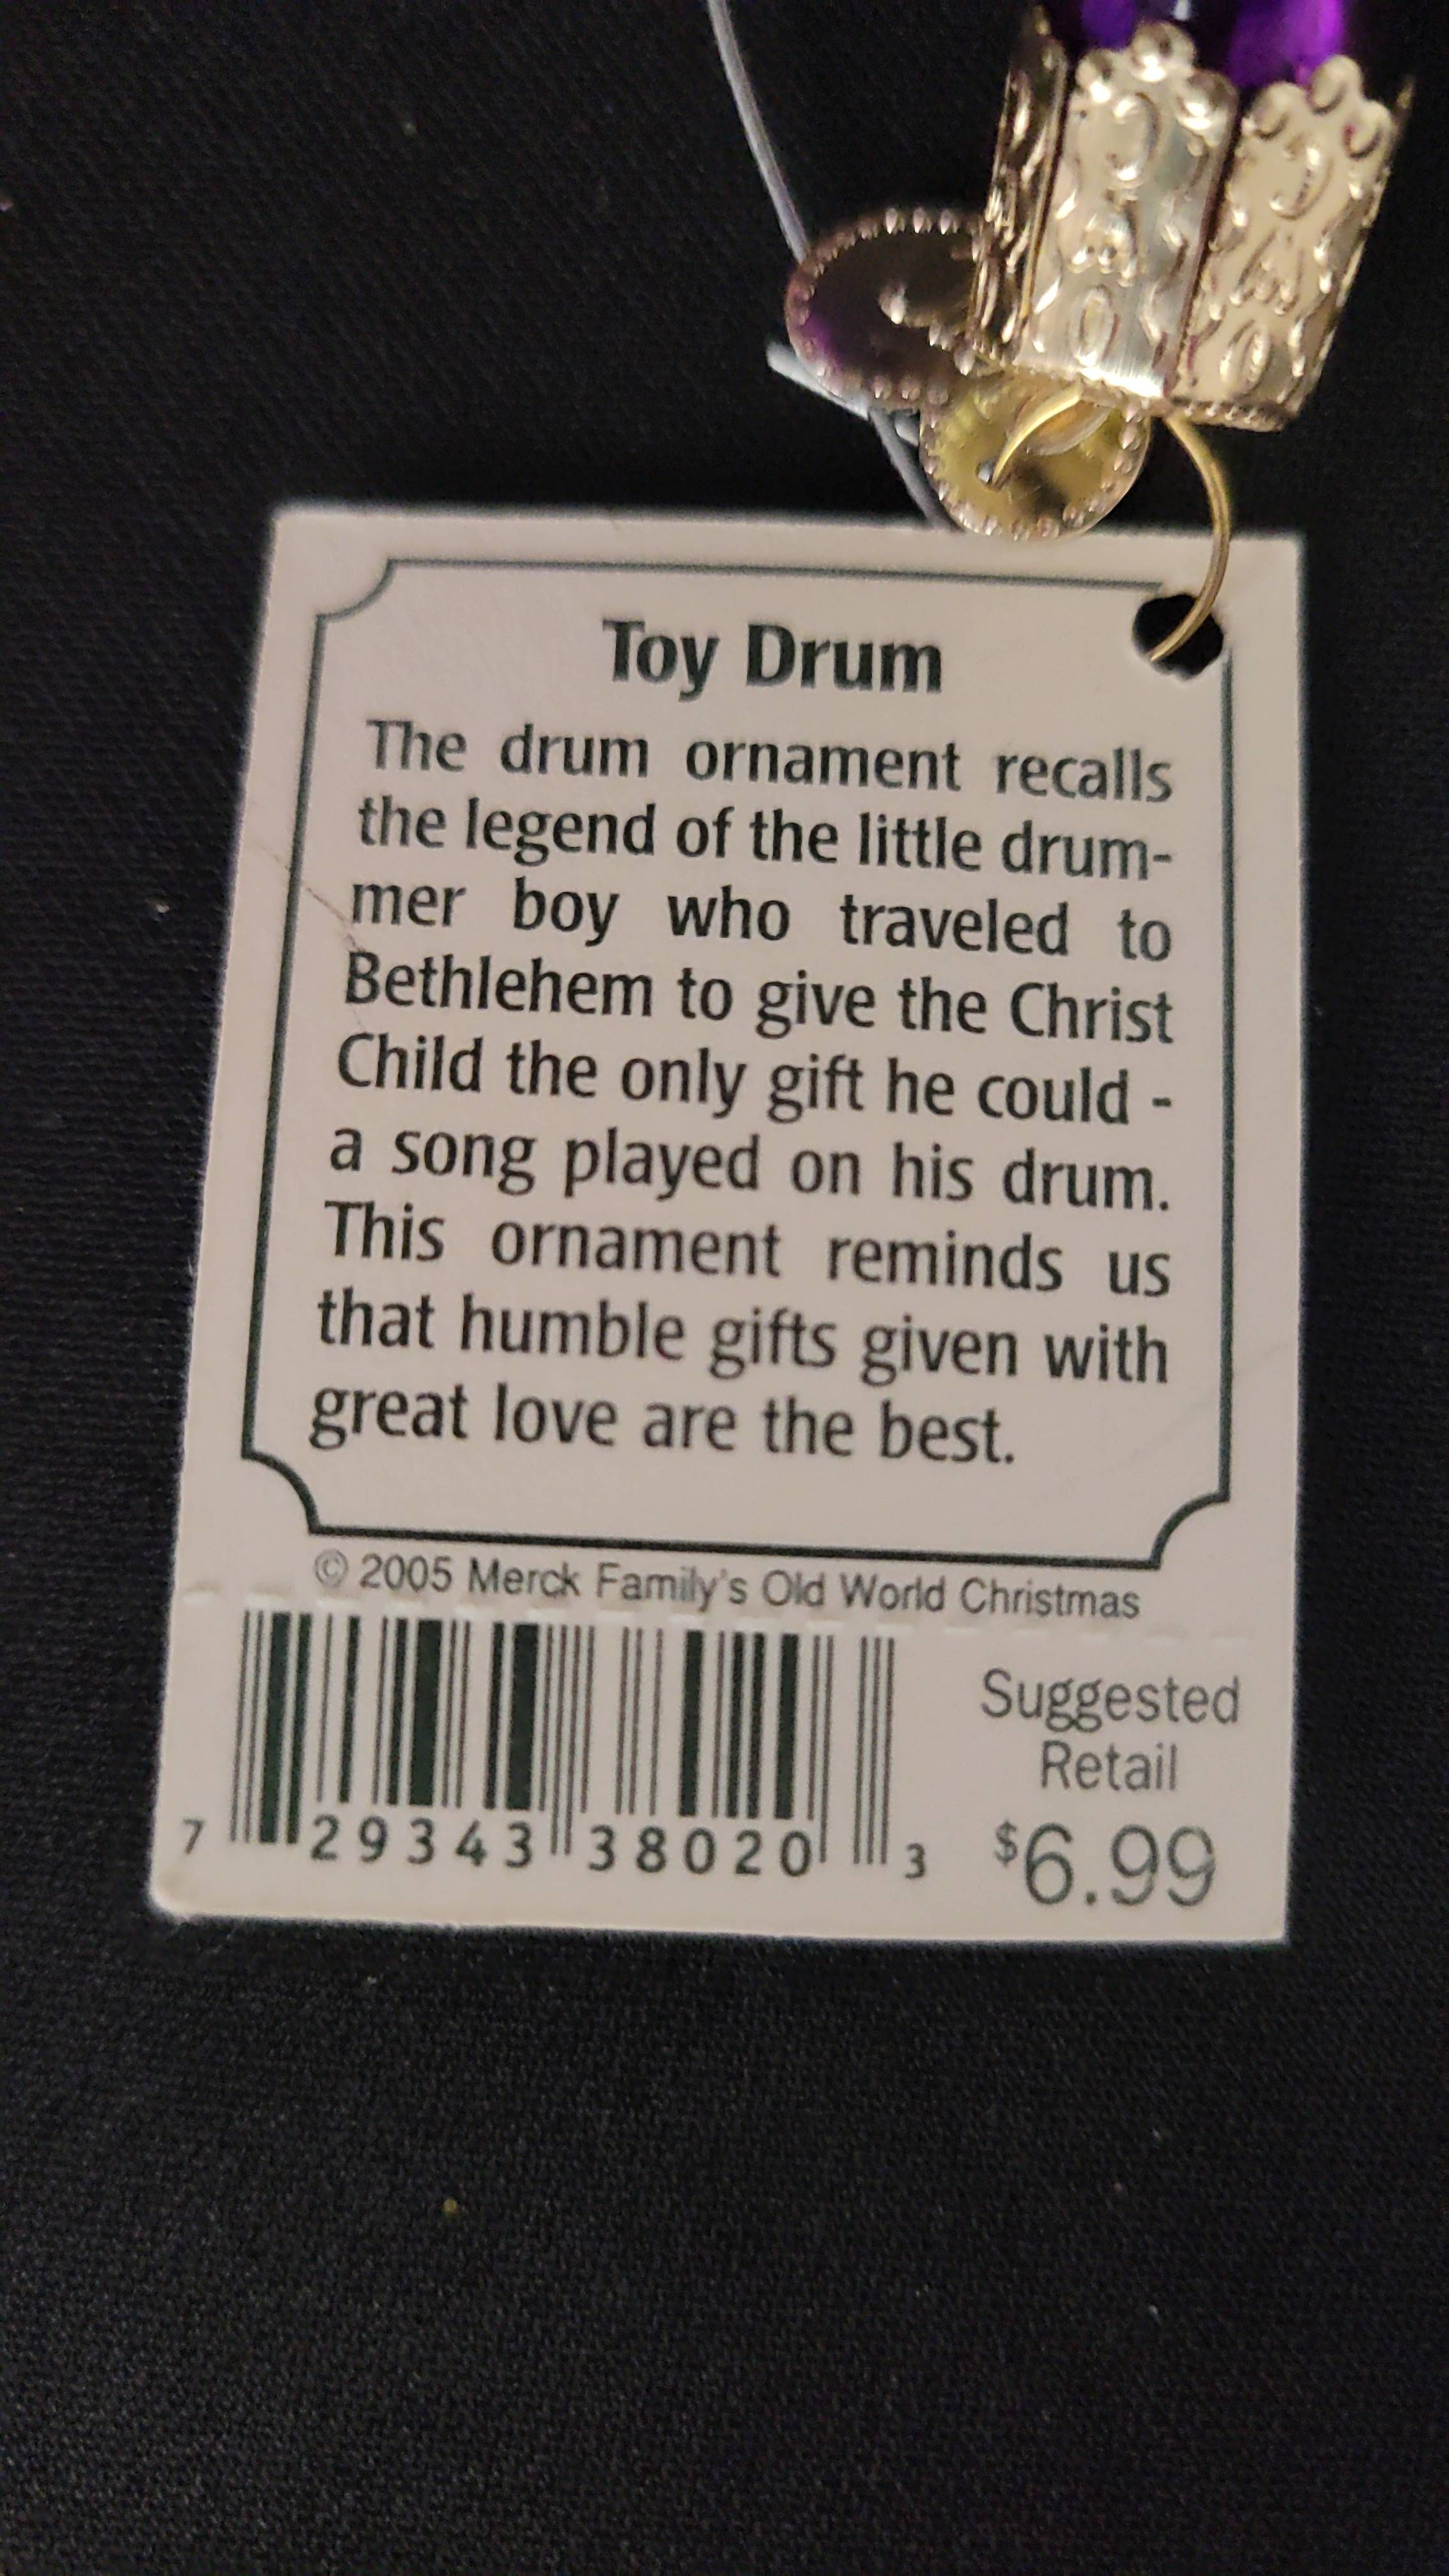 Toy Drum
The drum ornament recalls
the legend of the little drum-
mer boy who traveled to
Bethlehem to give the Christ
Child the only gift he could -
a song played on his drum.
This ornament reminds us
that humble gifts given with
great love are the best.
© 2005 Merck Family's Old World Christmas
Suggested
Retail
$6.99
7 29343 38020 3